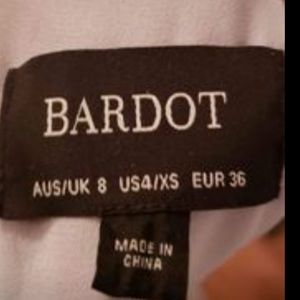 BARDOT
AUS/UK 8 US4/XS EUR 36
MADE IN
CHINA